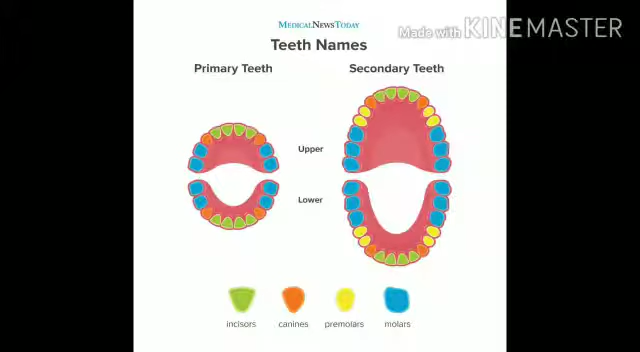 MEDICALNEWSTODAY
Made with KINEMASTER
Teeth Names
Primary Teeth
Secondary Teeth
Upper
Lower
incisors
canines
premolars
molars